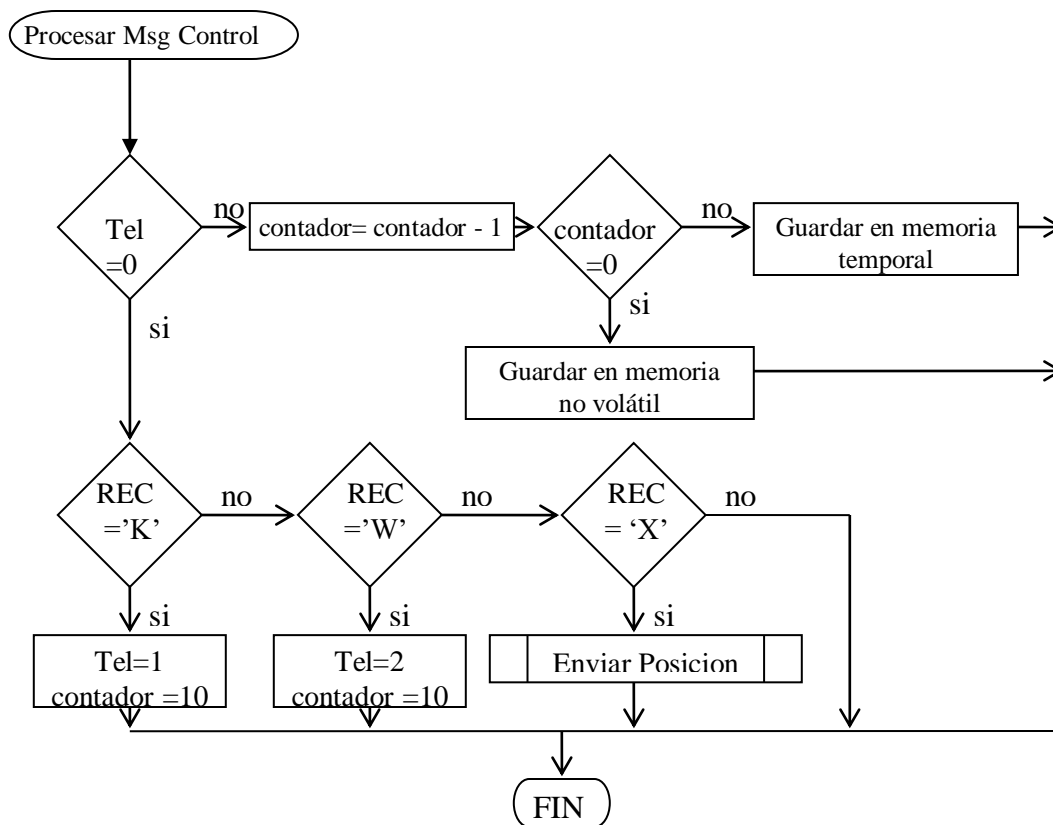 Procesar Msg Control
Tel
=0
no
contador= contador - 1
contador
=0
no
Guardar en memoria
temporal
si
si
Guardar en memoria
no volátil
REC
=’K’
no
REC
=’W’
no
REC
= ‘X’
no
si
si
si
Tel=1
contador =10
Tel=2
contador =10
Enviar Posicion
FIN